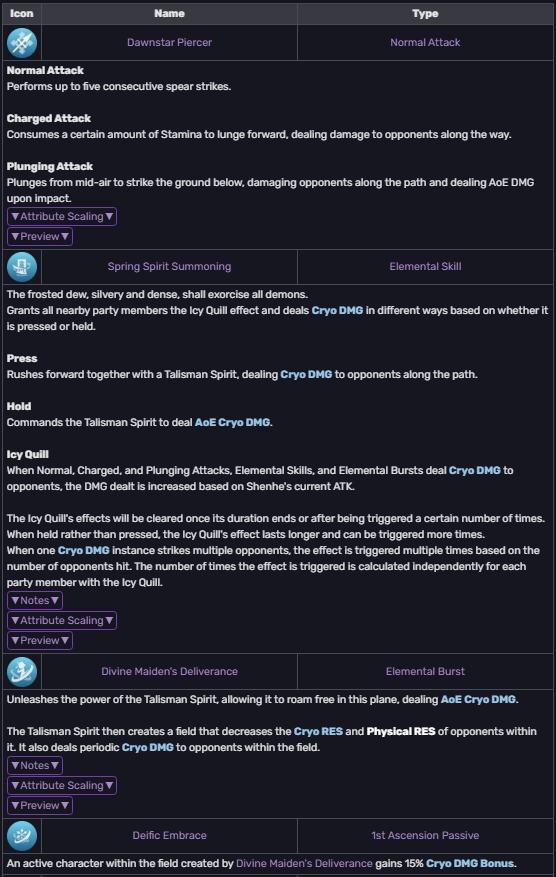 Icon Name Type
Dawnstar Piercer Normal Attack
Normal Attack
Performs up to five consecutive spear strikes.
Charged Attack
Consumes a certain amount of Stamina to lunge forward, dealing damage to opponents along the way.
Plunging Attack
Plunges from mid-air to strike the ground below, damaging opponents along the path and dealing AoE DMG
upon impact.
▼Attribute Scaling▼
▼Preview▼
Spring Spirit Summoning Elemental Skill
The frosted dew, silvery and dense, shall exorcise all demons.
Grants all nearby party members the Icy Quill effect and deals Cryo DMG in different ways based on whether it
is pressed or held.
Press
Rushes forward together with a Talisman Spirit, dealing Cryo DMG to opponents along the path.
Hold
Commands the Talisman Spirit to deal AoE Cryo DMG.
Icy Quill
When Normal, Charged, and Plunging Attacks, Elemental Skills, and Elemental Bursts deal Cryo DMG to
opponents, the DMG dealt is increased based on Shenhe's current ATK.
The Icy Quill's effects will be cleared once its duration ends or after being triggered a certain number of times.
When held rather than pressed, the Icy Quill's effect lasts longer and can be triggered more times.
When one Cryo DMG instance strikes multiple opponents, the effect is triggered multiple times based on the
number of opponents hit. The number of times the effect is triggered is calculated independently for each
party member with the Icy Quill.
▼Notes▼
▼Attribute Scaling▼
▼Preview▼
Divine Maiden's Deliverance Elemental Burst
Unleashes the power of the Talisman Spirit, allowing it to roam free in this plane, dealing AoE Cryo DMG.
The Talisman Spirit then creates a field that decreases the Cryo RES and Physical RES of opponents within
it. It also deals periodic Cryo DMG to opponents within the field.
▼Notes▼
▼Attribute Scaling▼
▼Preview▼
Deific Embrace 1st Ascension Passive
An active character within the field created by Divine Maiden's Deliverance gains 15% Cryo DMG Bonus.